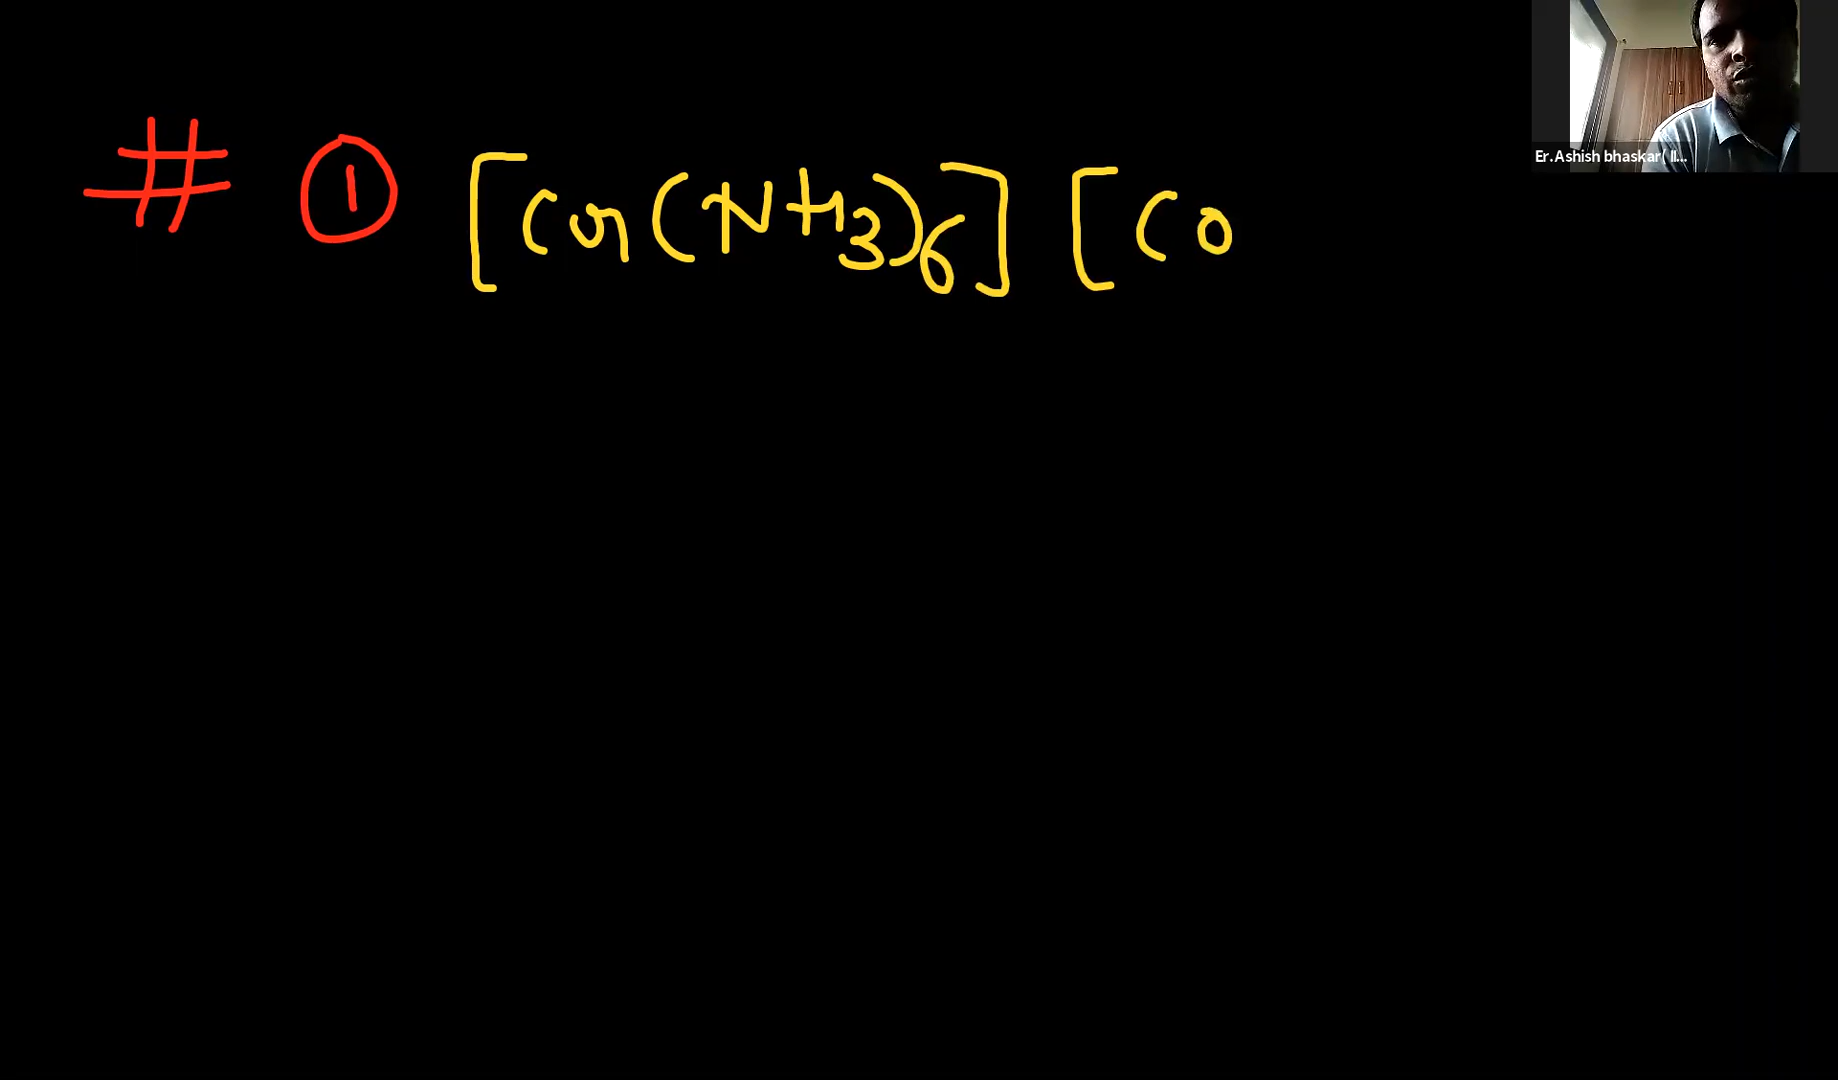 # ① [Cr(NH3)6] [Co
Er.Ashish bhaskar( II...